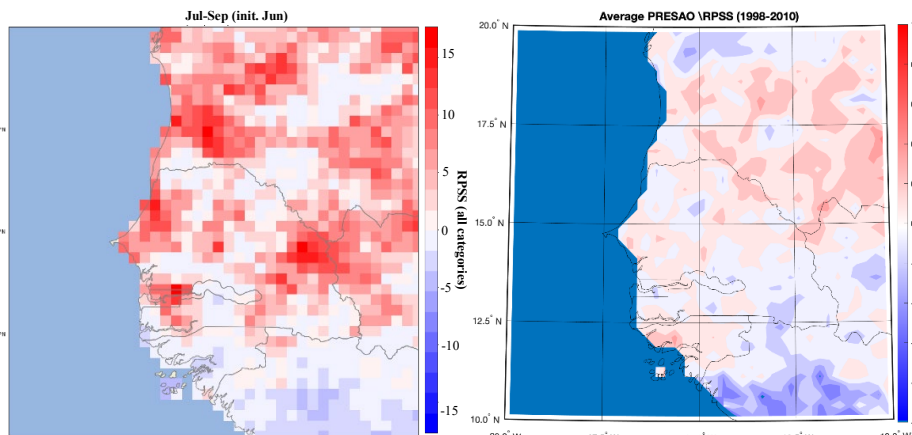 Jul-Sep (init. Jun)
15
10
5
0
-5
-10
-15
RPSS (all categories)
Average PRESAO \RPSS (1998-2010)
20.0° N
17.5° N
15.0° N
12.5° N
10.0° N